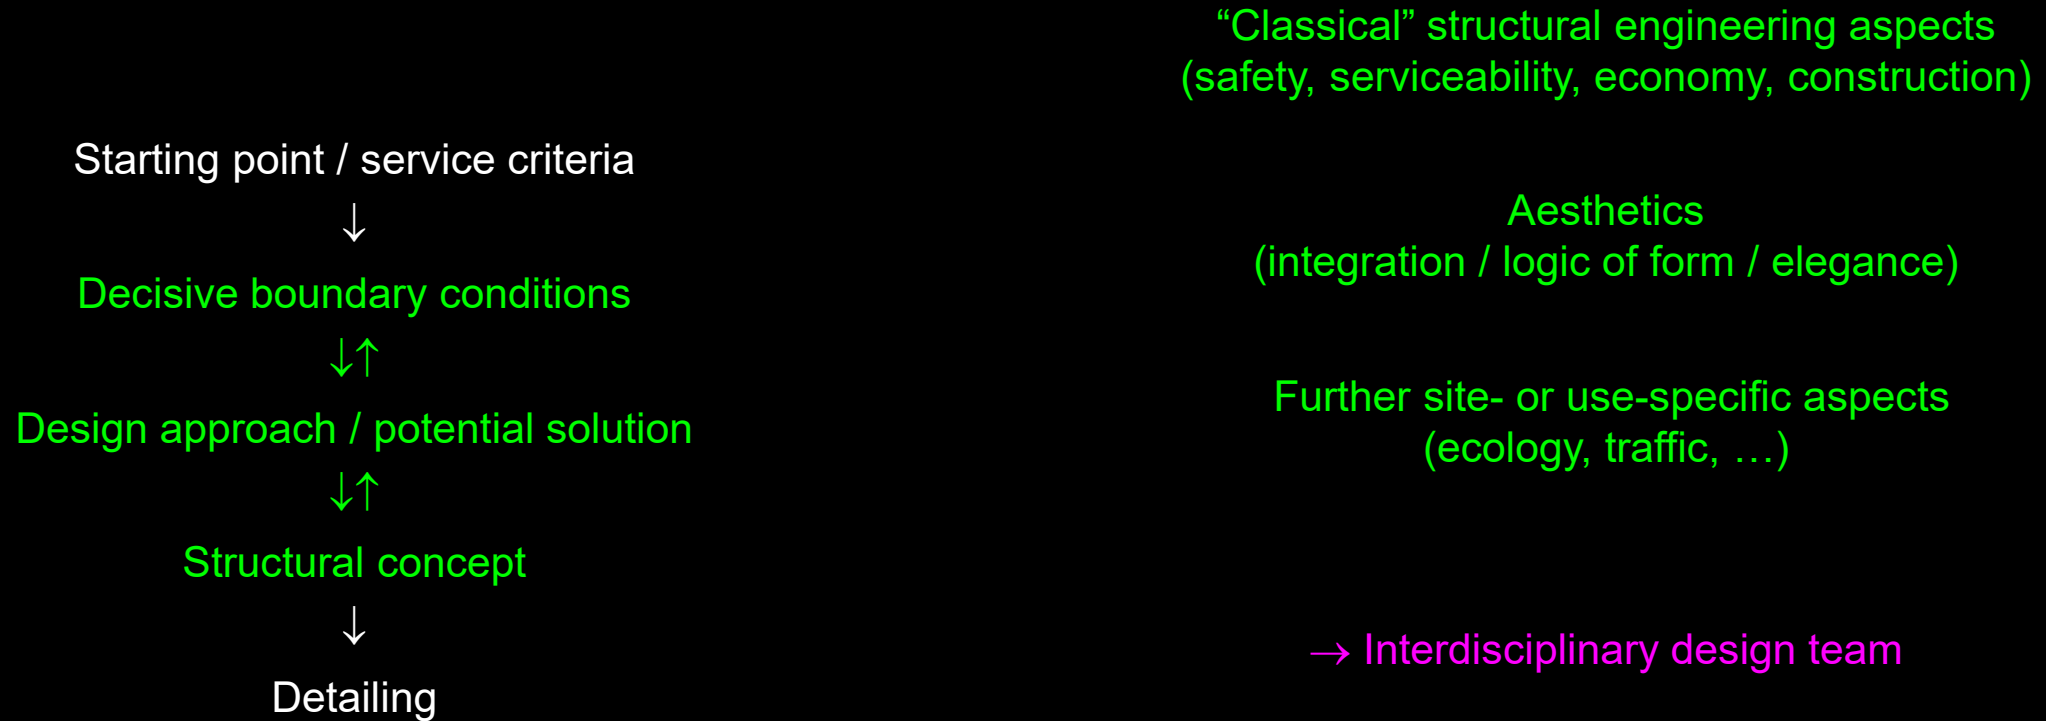 Starting point / service criteria
↓
Decisive boundary conditions
↓↑
Design approach / potential solution
↓↑
Structural concept
↓
Detailing
“Classical” structural engineering aspects
(safety, serviceability, economy, construction)
Aesthetics
(integration / logic of form / elegance)
Further site- or use-specific aspects
(ecology, traffic, …)
→ Interdisciplinary design team